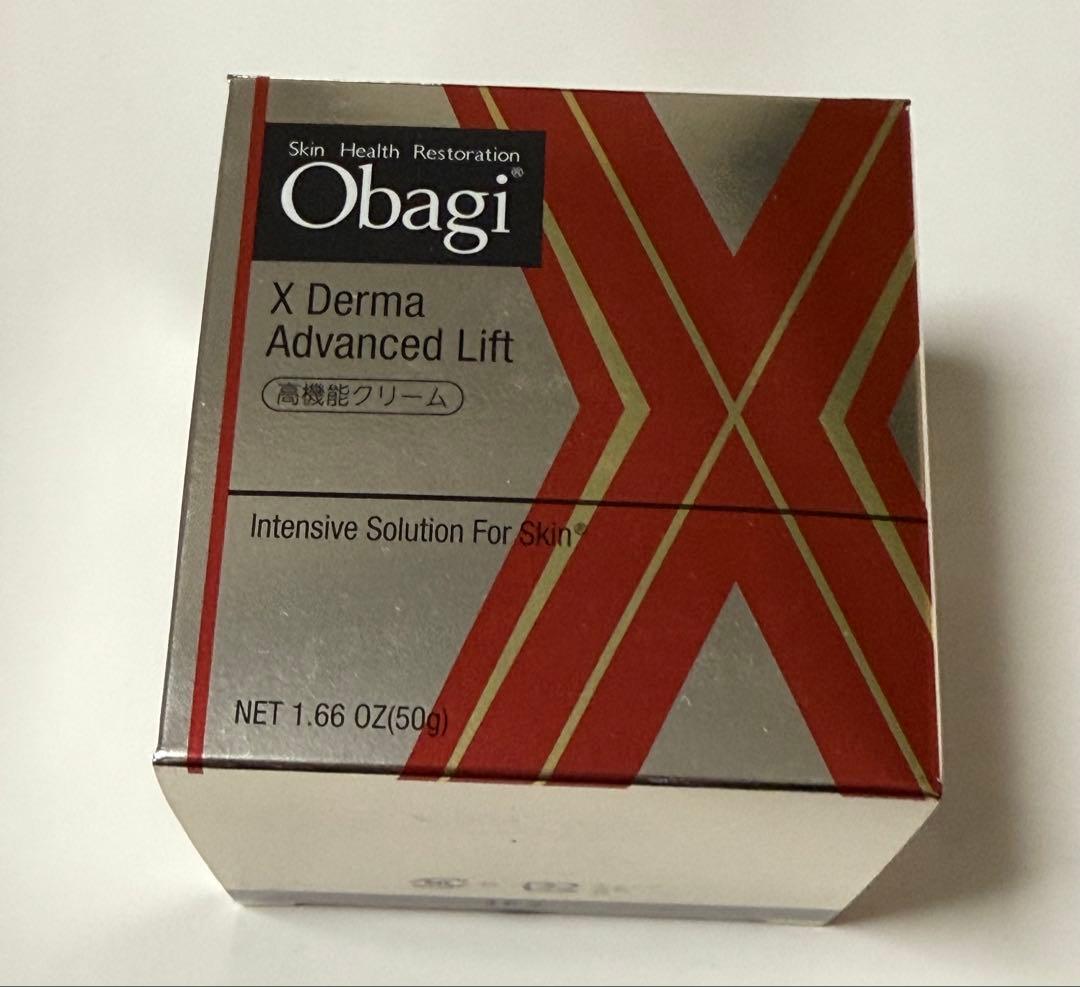 Skin Health Restoration
Obagi®
X Derma
Advanced Lift
高機能クリーム
Intensive Solution For Skin®
NET 1.66 OZ(50g)